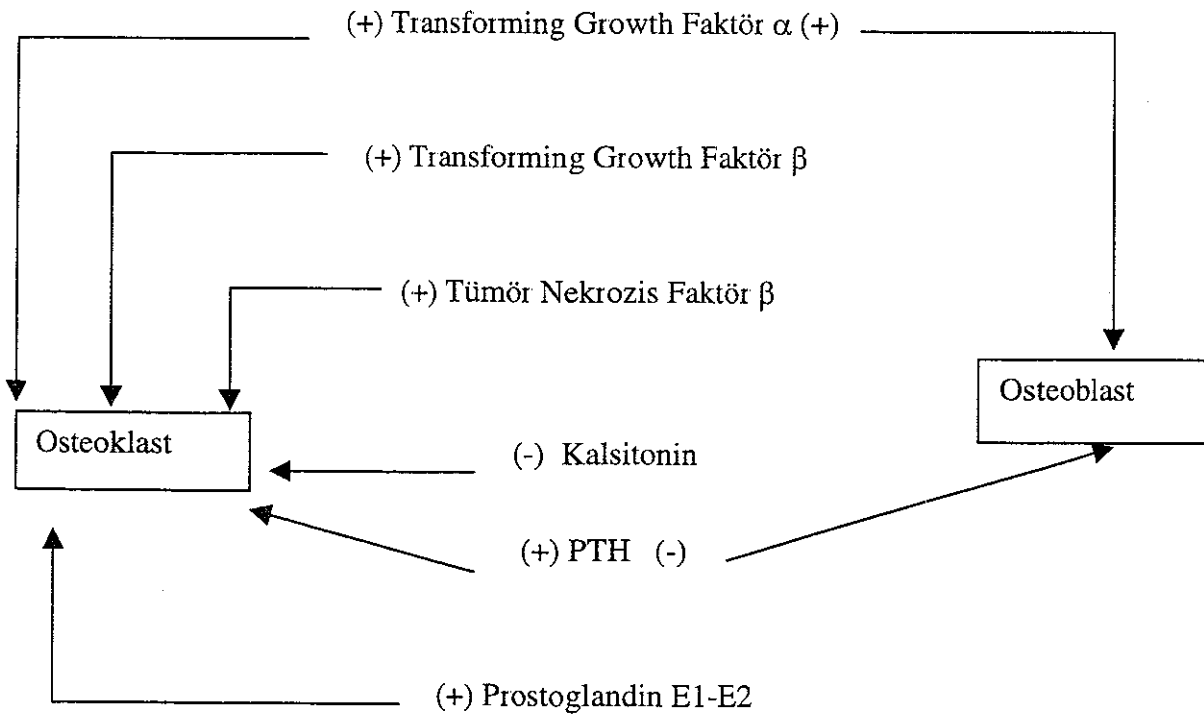 (+) Transforming Growth Faktör α (+)
(+) Transforming Growth Faktör β
(+) Tümör Nekrozis Faktör β
Osteoblast
Osteoklast
(-) Kalsitonin
(+) PTH (-)
(+) Prostoglandin E1-E2